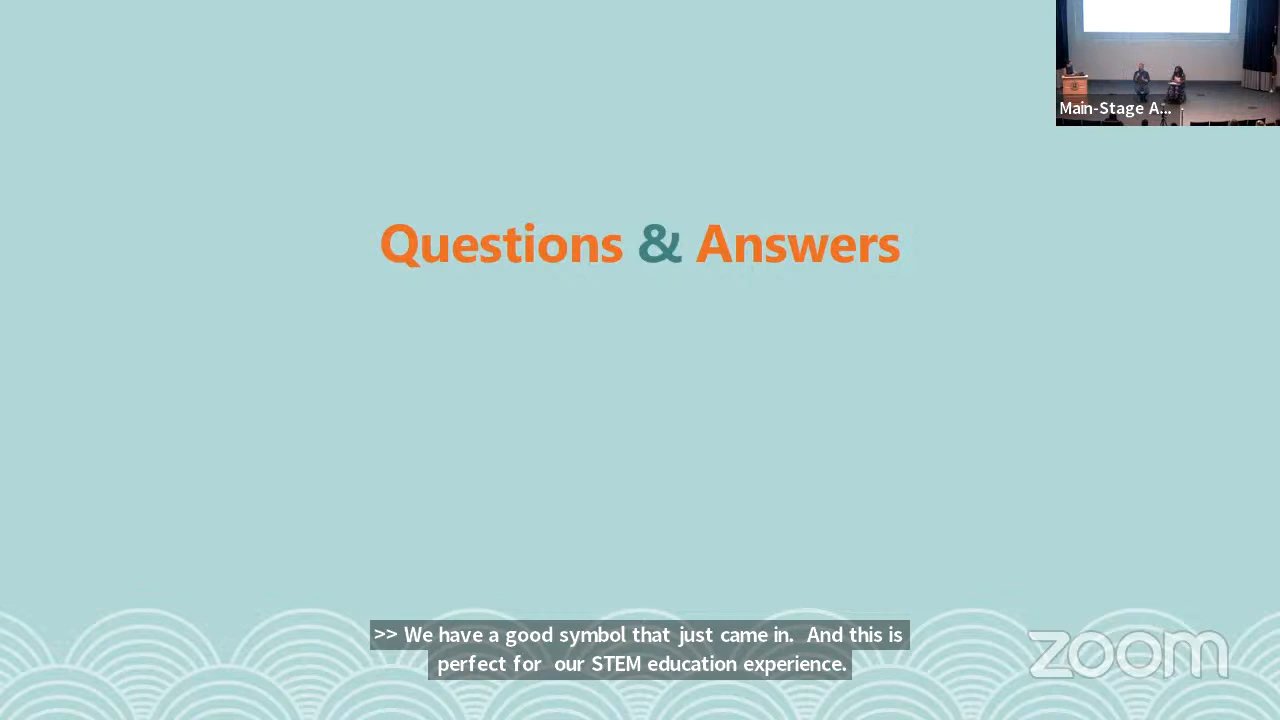 Main-Stage A...
Questions & Answers
>> We have a good symbol that just came in. And this is
perfect for our STEM education experience.
zoom